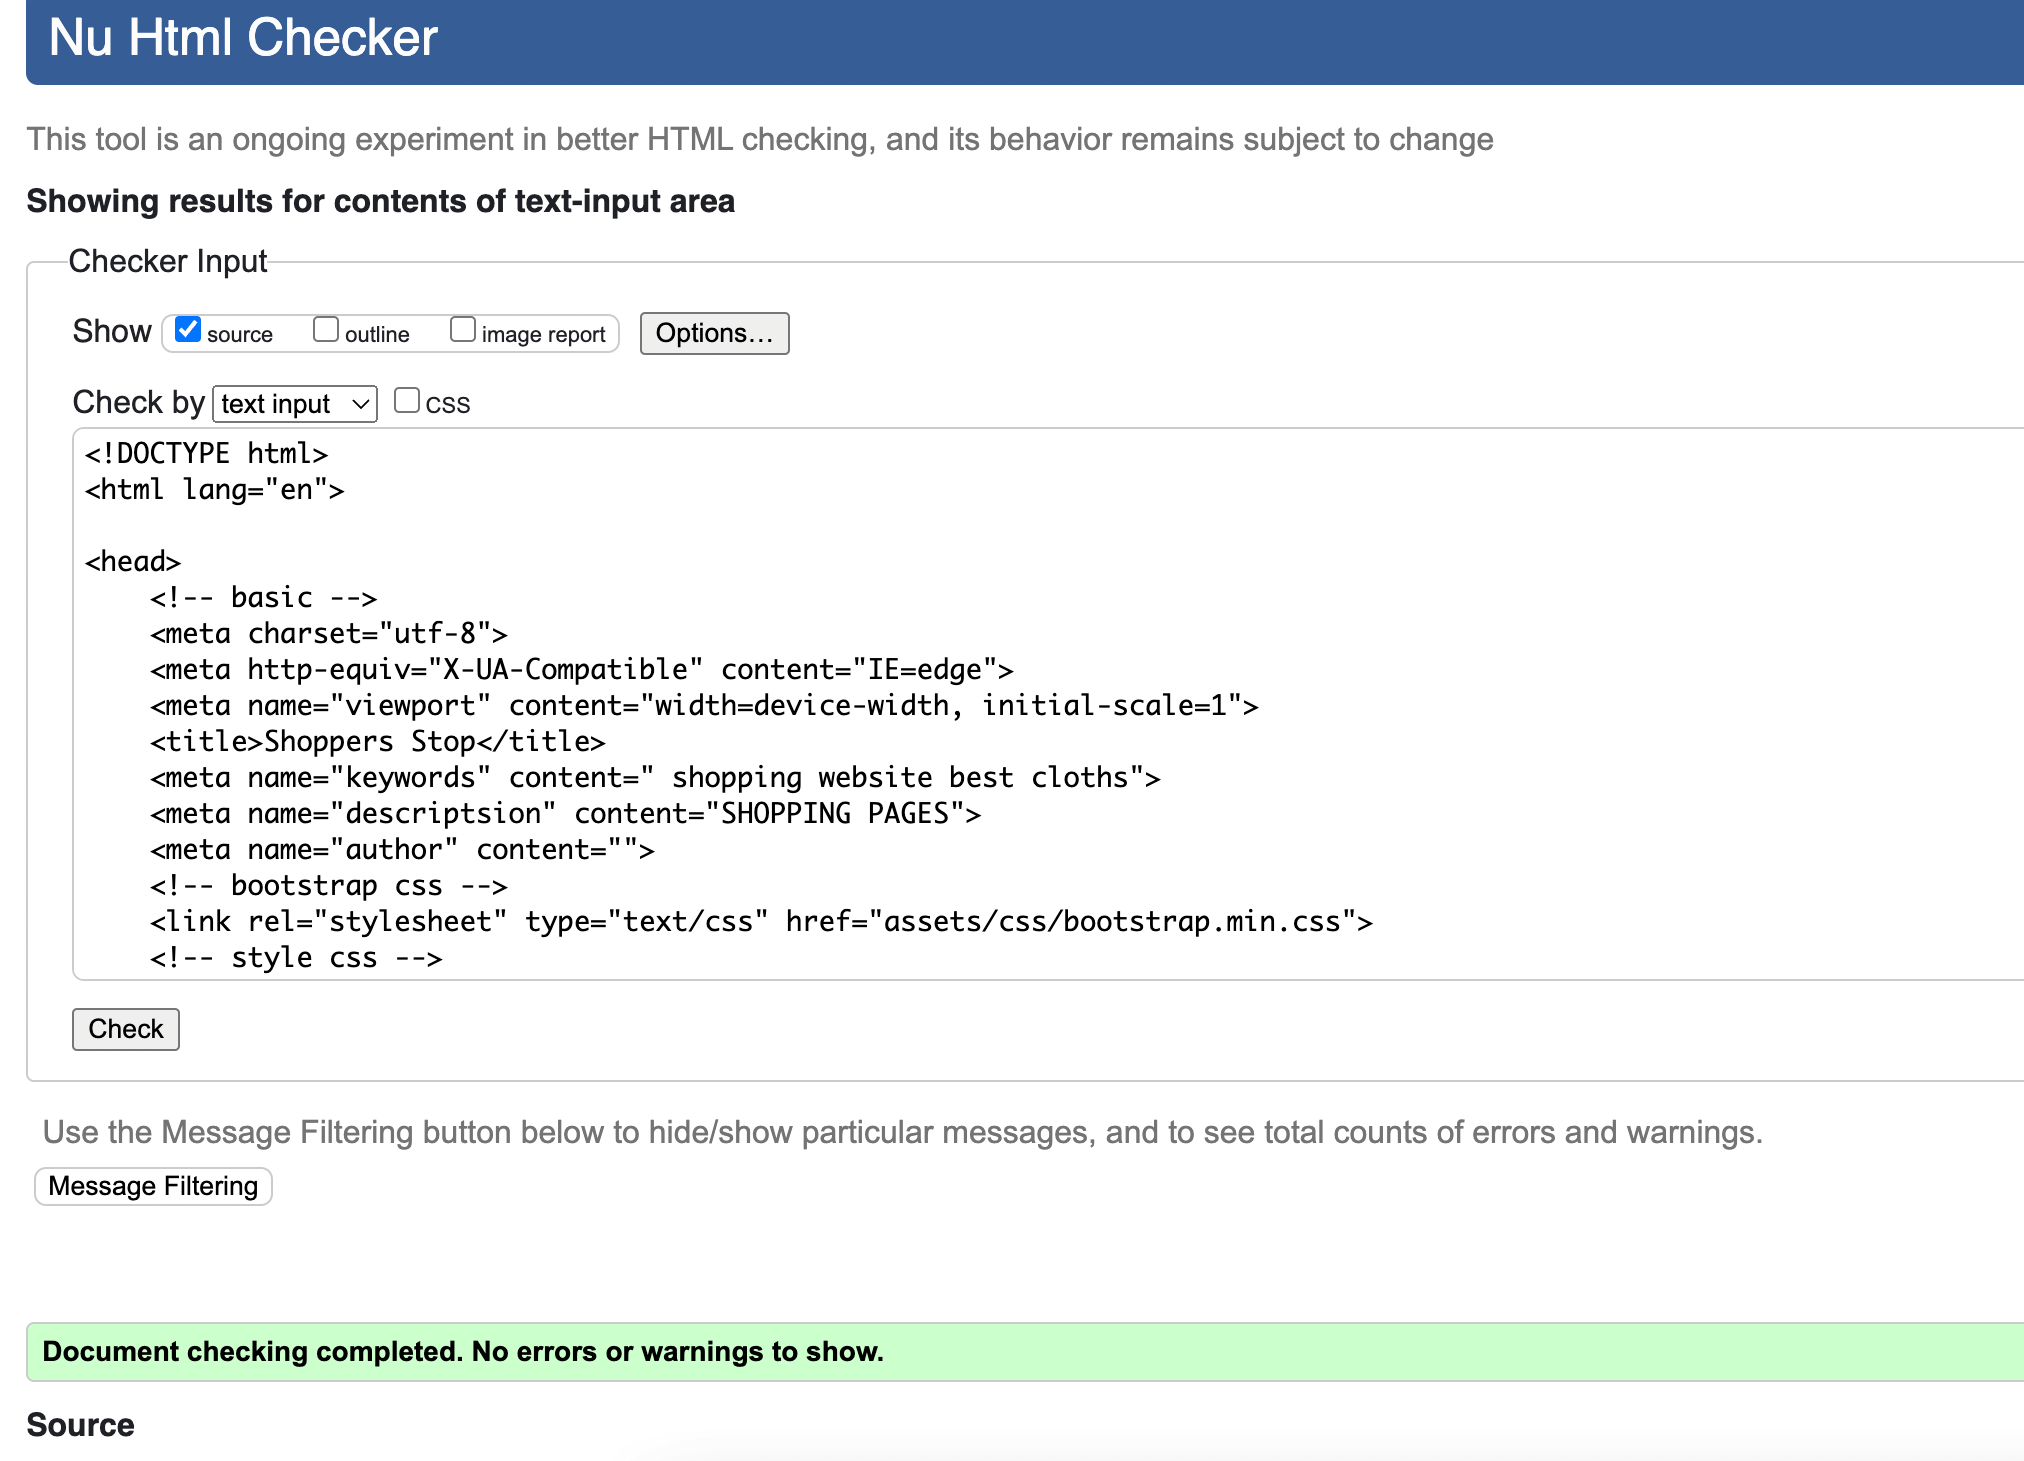 Nu Html Checker
This tool is an ongoing experiment in better HTML checking, and its behavior remains subject to change
Showing results for contents of text-input area
Checker Input
Show source outline image report Options...
Check by text input CSS
<!DOCTYPE html>
<html lang="en">
<head>
    <!-- basic -->
    <meta charset="utf-8">
    <meta http-equiv="X-UA-Compatible" content="IE=edge">
    <meta name="viewport" content="width=device-width, initial-scale=1">
    <title>Shoppers Stop</title>
    <meta name="keywords" content=" shopping website best cloths">
    <meta name="descriptsion" content="SHOPPING PAGES">
    <meta name="author" content="">
    <!-- bootstrap css -->
    <link rel="stylesheet" type="text/css" href="assets/css/bootstrap.min.css">
    <!-- style css -->
Check
Use the Message Filtering button below to hide/show particular messages, and to see total counts of errors and warnings.
Message Filtering
Document checking completed. No errors or warnings to show.
Source